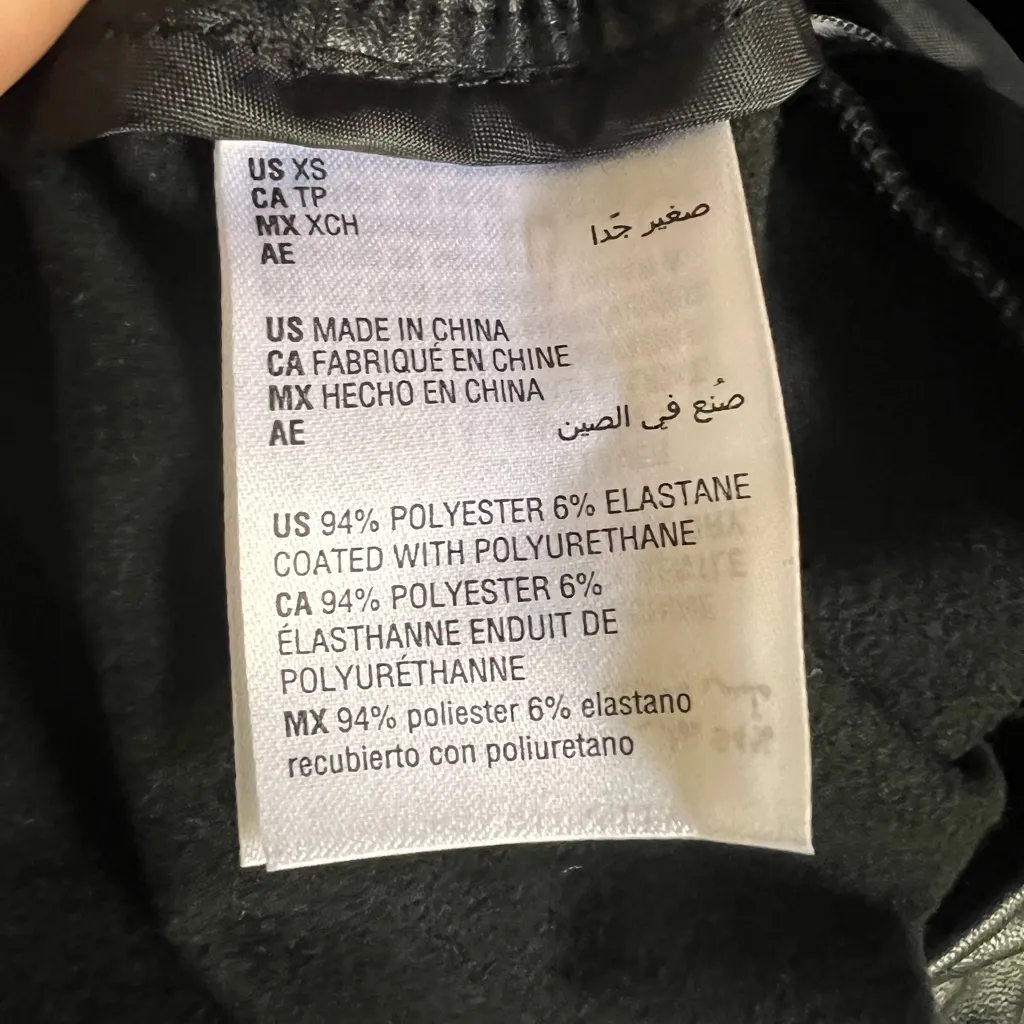 US XS
CA TP
MX XCH
AE صغير جّدا
US MADE IN CHINA
CA FABRIQUÉ EN CHINE
MX HECHO EN CHINA
AE صُنع في الصين
US 94% POLYESTER 6% ELASTANE
COATED WITH POLYURETHANE
CA 94% POLYESTER 6%
ÉLASTHANNE ENDUIT DE
POLYURÉTHANNE
MX 94% poliester 6% elastano
recubierto con poliuretano